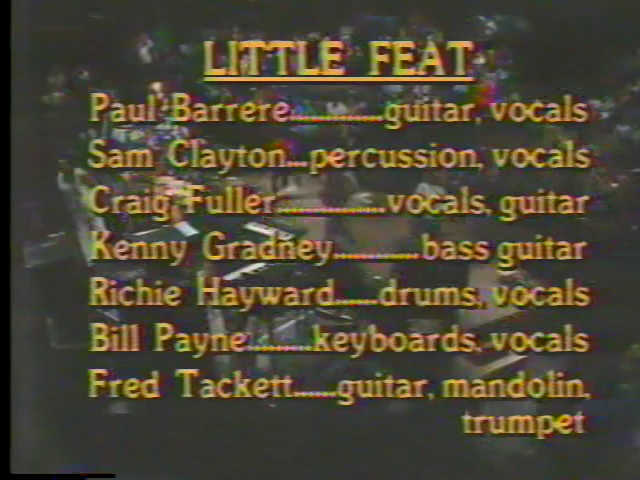 LITTLE FEAT
Paul Barrere............guitar, vocals
Sam Clayton...percussion, vocals
Craig Fuller...............vocals, guitar
Kenny Gradney............bass guitar
Richie Hayward......drums, vocals
Bill Payne.........keyboards, vocals
Fred Tackett......guitar, mandolin,
trumpet